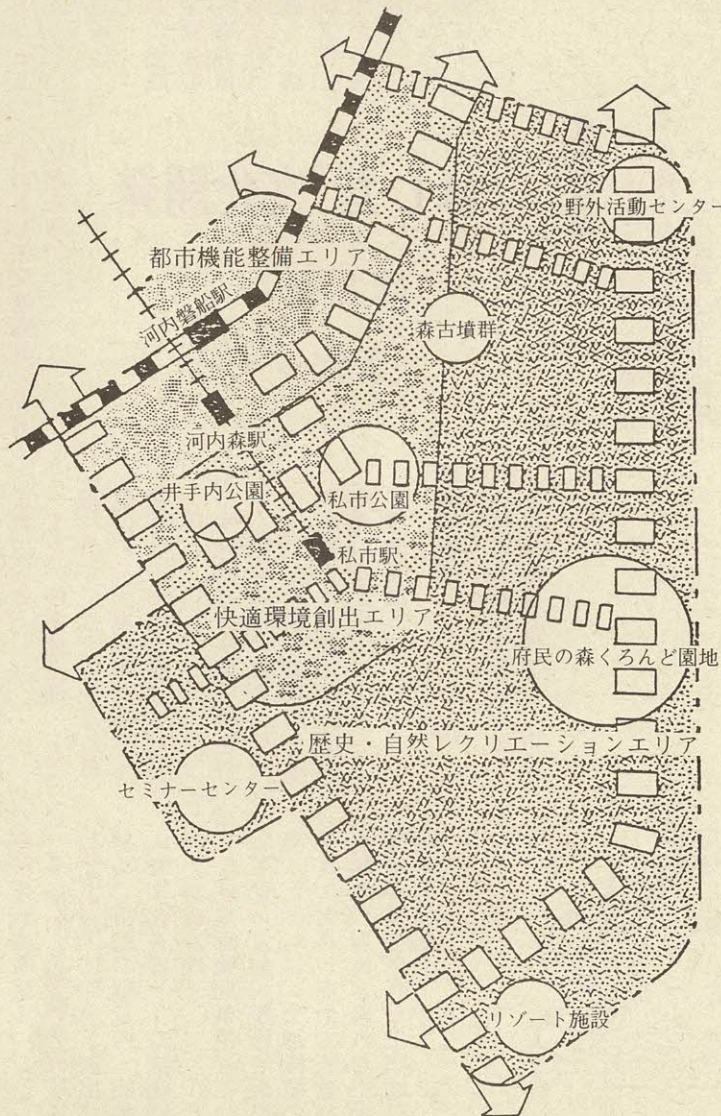 野外活動センター
都市機能整備エリア
河内磐船駅
森古墳群
河内森駅
井手内公園
私市公園
私市駅
快適環境創出エリア
府民の森くろんど園地
歴史・自然レクリエーションエリア
セミナーセンター
リゾート施設